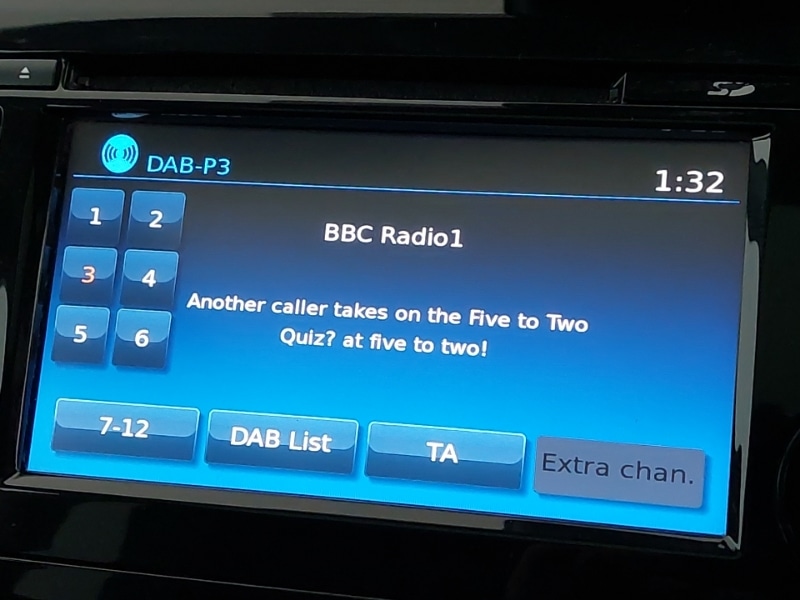 SD
DAB-P3
1:32
1 2
BBC Radio1
3 4
Another caller takes on the Five to Two
Quiz? at five to two!
5 6
7-12 DAB List TA Extra chan.